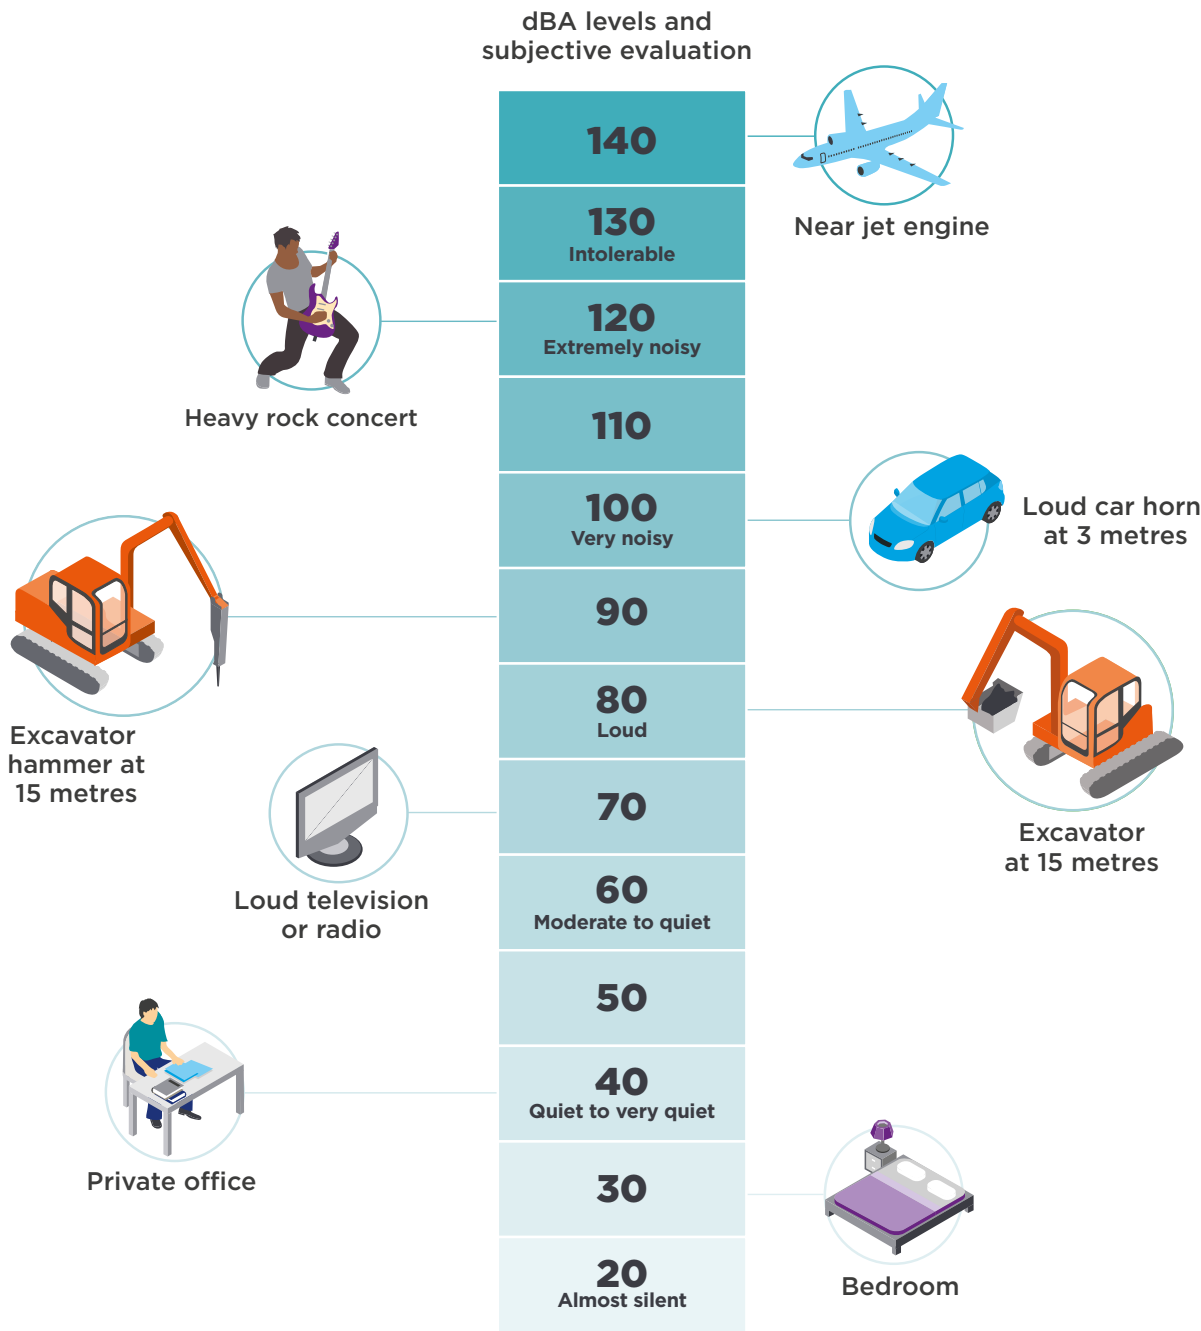 dBA levels and
subjective evaluation
140
Near jet engine
130
Intolerable
120
Extremely noisy
Heavy rock concert
110
100
Very noisy
Loud car horn
at 3 metres
90
Excavator
hammer at
15 metres
80
Loud
Excavator
at 15 metres
70
Loud television
or radio
60
Moderate to quiet
50
40
Quiet to very quiet
Private office
30
Bedroom
20
Almost silent